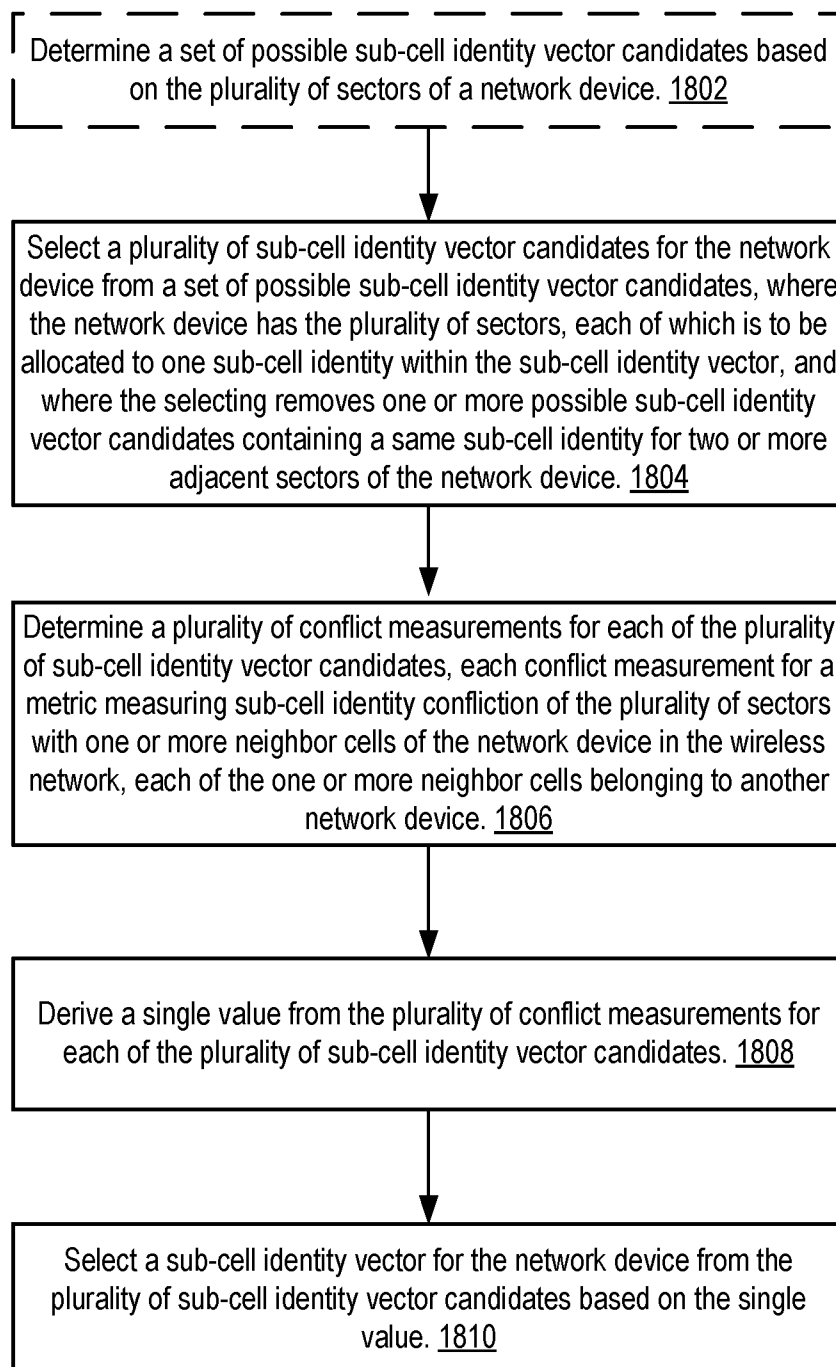 Determine a set of possible sub-cell identity vector candidates based
on the plurality of sectors of a network device. 1802
Select a plurality of sub-cell identity vector candidates for the network
device from a set of possible sub-cell identity vector candidates, where
the network device has the plurality of sectors, each of which is to be
allocated to one sub-cell identity within the sub-cell identity vector, and
where the selecting removes one or more possible sub-cell identity
vector candidates containing a same sub-cell identity for two or more
adjacent sectors of the network device. 1804
Determine a plurality of conflict measurements for each of the plurality
of sub-cell identity vector candidates, each conflict measurement for a
metric measuring sub-cell identity confliction of the plurality of sectors
with one or more neighbor cells of the network device in the wireless
network, each of the one or more neighbor cells belonging to another
network device. 1806
Derive a single value from the plurality of conflict measurements for
each of the plurality of sub-cell identity vector candidates. 1808
Select a sub-cell identity vector for the network device from the
plurality of sub-cell identity vector candidates based on the single
value. 1810